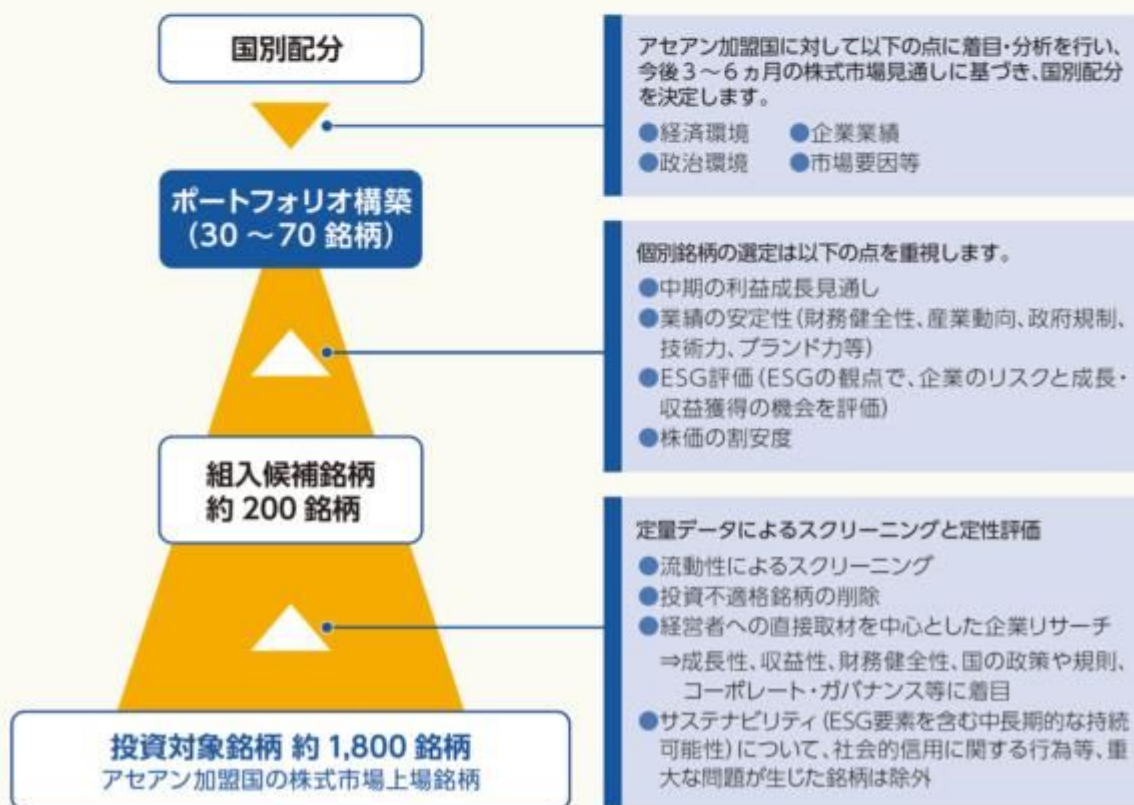 国別配分
アセアン加盟国に対して以下の点に着目・分析を行い、
今後3～6ヵ月の株式市場見通しに基づき、国別配分
を決定します。
●経済環境 ●企業業績
●政治環境 ●市場要因等
ポートフォリオ構築
(30～70 銘柄)
個別銘柄の選定は以下の点を重視します。
●中期の利益成長見通し
●業績の安定性(財務健全性、産業動向、政府規制、
技術力、ブランド力等)
●ESG評価(ESGの観点で、企業のリスクと成長・
収益獲得の機会を評価)
●株価の割安度
組入候補銘柄
約 200 銘柄
定量データによるスクリーニングと定性評価
●流動性によるスクリーニング
●投資不適格銘柄の削除
●経営者への直接取材を中心とした企業リサーチ
⇒成長性、収益性、財務健全性、国の政策や規則、
コーポレート・ガバナンス等に着目
●サステナビリティ(ESG要素を含む中長期的な持続
可能性)について、社会的信用に関する行為等、重
大な問題が生じた銘柄は除外
投資対象銘柄 約 1,800 銘柄
アセアン加盟国の株式市場上場銘柄